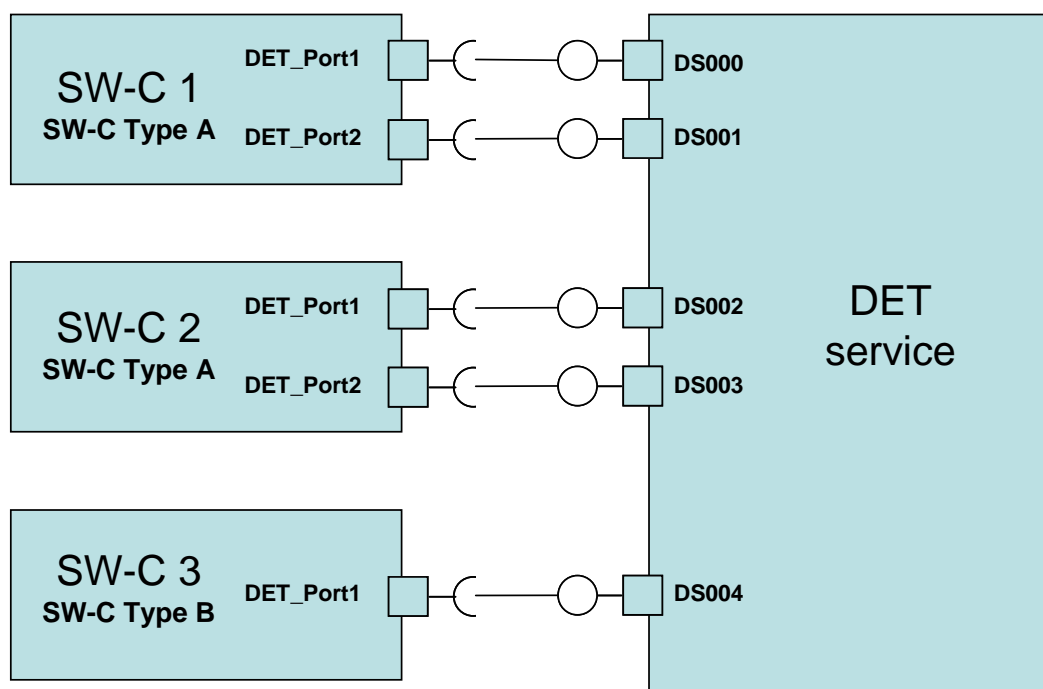 DET_Port1
SW-C 1
SW-C Type A
DET_Port2
DS000
DS001
DET_Port1
SW-C 2
SW-C Type A
DET_Port2
DS002
DS003
DET
service
SW-C 3
SW-C Type B
DET_Port1
DS004